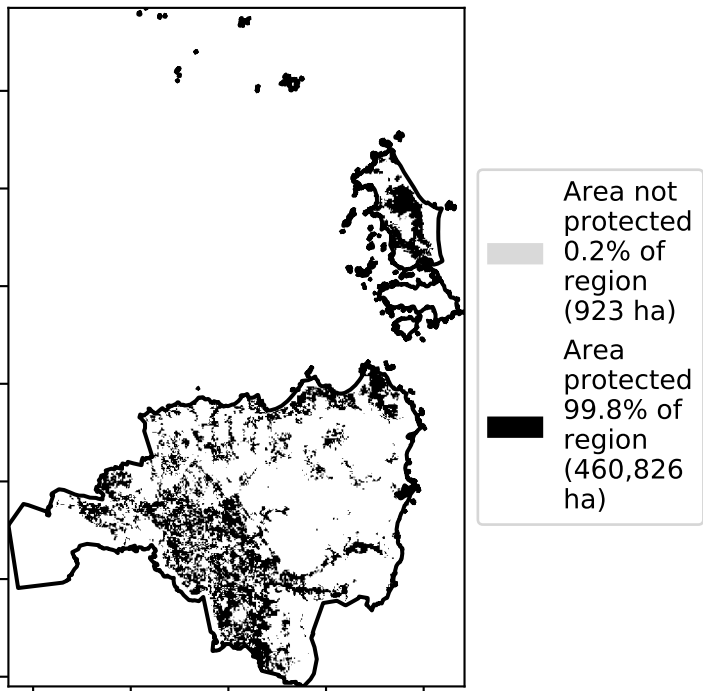 Area not
protected
0.2% of
region
(923 ha)
Area
protected
99.8% of
region
(460,826
ha)